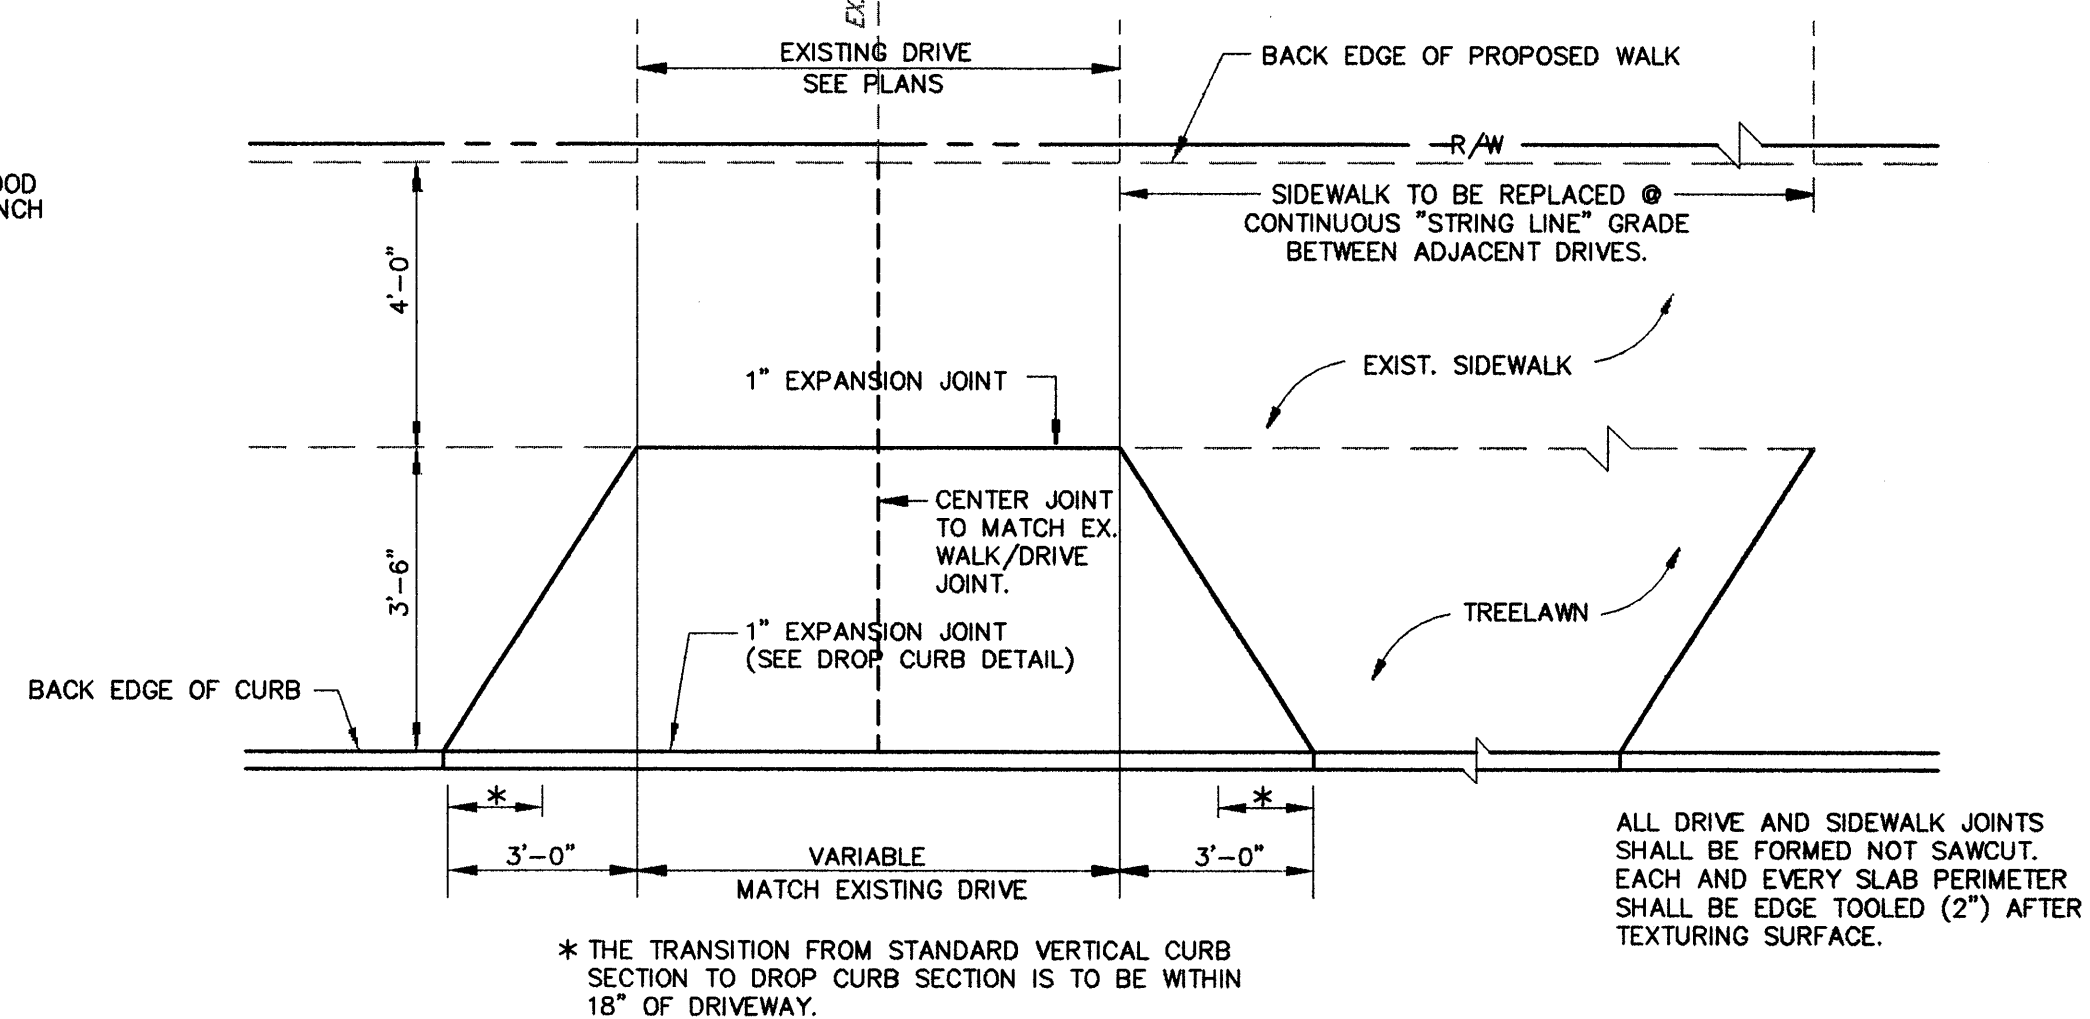 EX.
EXISTING DRIVE
SEE PLANS
BACK EDGE OF PROPOSED WALK
R/W
SIDEWALK TO BE REPLACED @
CONTINUOUS "STRING LINE" GRADE
BETWEEN ADJACENT DRIVES.
4'-0"
1" EXPANSION JOINT
EXIST. SIDEWALK
CENTER JOINT
TO MATCH EX.
WALK/DRIVE
JOINT.
3'-6"
TREELAWN
1" EXPANSION JOINT
(SEE DROP CURB DETAIL)
BACK EDGE OF CURB
*
*
3'-0"
VARIABLE
MATCH EXISTING DRIVE
3'-0"
ALL DRIVE AND SIDEWALK JOINTS
SHALL BE FORMED NOT SAWCUT.
EACH AND EVERY SLAB PERIMETER
SHALL BE EDGE TOOLED (2") AFTER
TEXTURING SURFACE.
* THE TRANSITION FROM STANDARD VERTICAL CURB
SECTION TO DROP CURB SECTION IS TO BE WITHIN
18" OF DRIVEWAY.